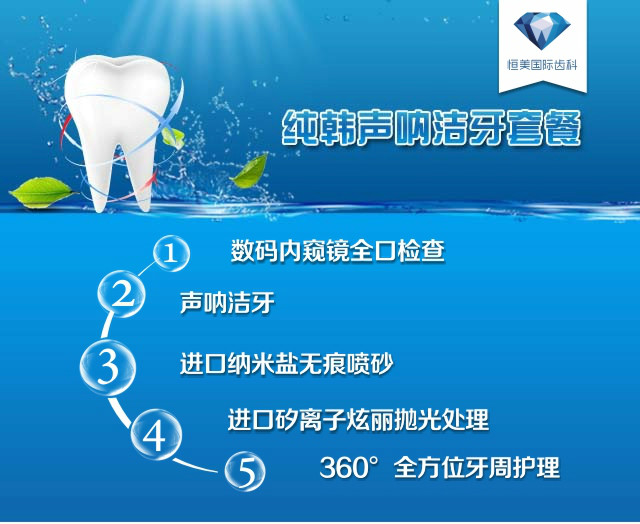 恒美国际齿科
纯韩声呐洁牙套餐
1 数码内窥镜全口检查
2 声呐洁牙
3 进口纳米盐无痕喷砂
4 进口矽离子炫丽抛光处理
5 360°全方位牙周护理